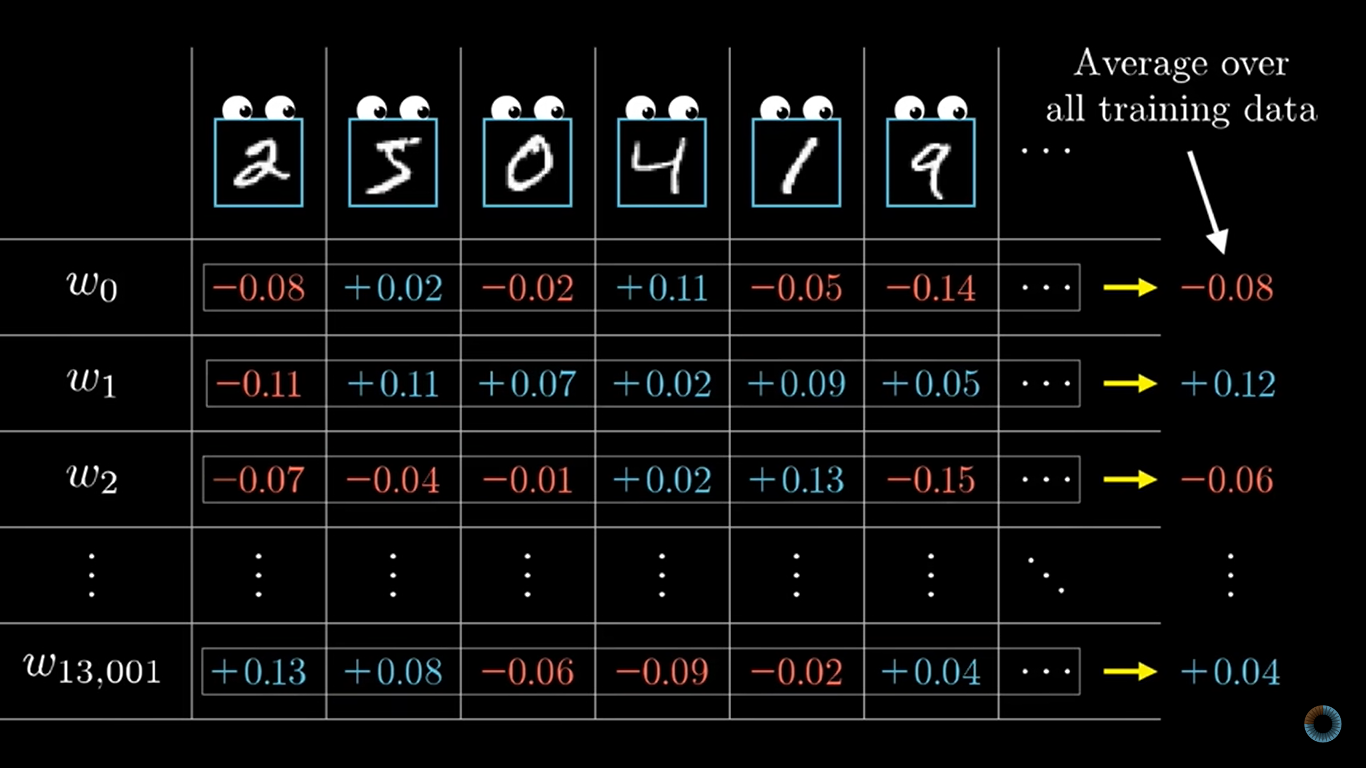 Average over
all training data
2 5 0 4 1 9 ···
w₀ −0.08 +0.02 −0.02 +0.11 −0.05 −0.14 ··· −0.08
w₁ −0.11 +0.11 +0.07 +0.02 +0.09 +0.05 ··· +0.12
w₂ −0.07 −0.04 −0.01 +0.02 +0.13 −0.15 ··· −0.06
⋮ ⋮ ⋮ ⋮ ⋮ ⋮ ⋮ ⋱ ⋮
w₁₃,₀₀₁ +0.13 +0.08 −0.06 −0.09 −0.02 +0.04 ··· +0.04